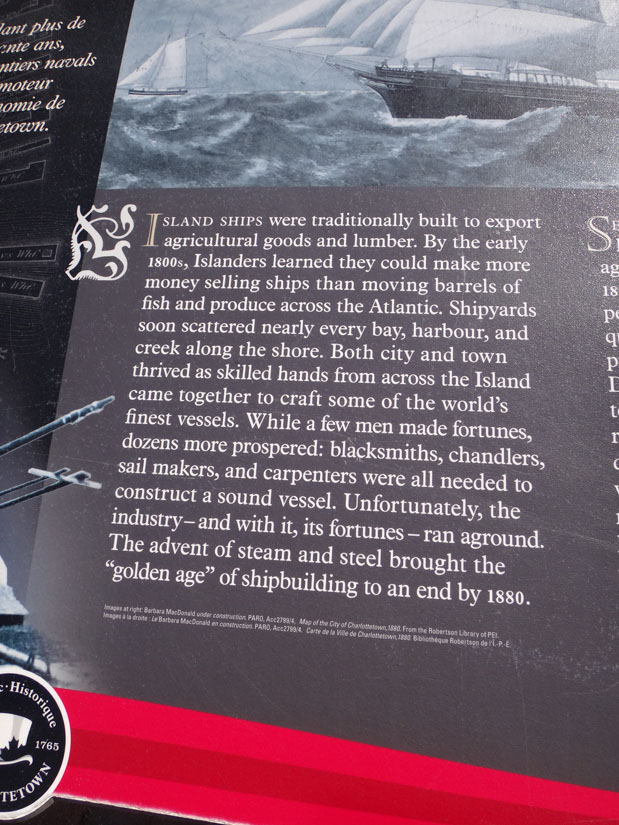 dant plus de
ente ans,
ntiers navals
moteur
nomie de
etown.
ISLAND SHIPS were traditionally built to export
agricultural goods and lumber. By the early
1800s, Islanders learned they could make more
money selling ships than moving barrels of
fish and produce across the Atlantic. Shipyards
soon scattered nearly every bay, harbour, and
creek along the shore. Both city and town
thrived as skilled hands from across the Island
came together to craft some of the world's
finest vessels. While a few men made fortunes,
dozens more prospered: blacksmiths, chandlers,
sail makers, and carpenters were all needed to
construct a sound vessel. Unfortunately, the
industry – and with it, its fortunes – ran aground.
The advent of steam and steel brought the
“golden age” of shipbuilding to an end by 1880.
Images at right: Barbara MacDonald under construction. PARO, Acc2799/4. Map of the City of Charlottetown, 1880. From the Robertson Library of PEI.
Images à la droite : Le Barbara MacDonald en construction. PARO, Acc2799/4. Carte de la Ville de Charlottetown, 1880. Bibliothèque Robertson de l'Î.-P.-É.
c · Historique
1765
TETOWN